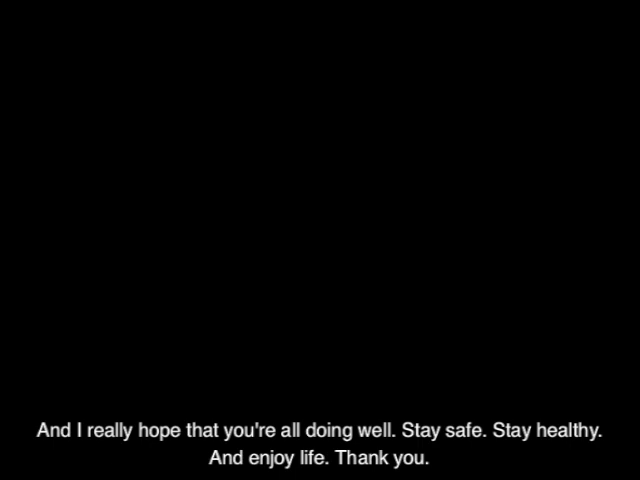 And I really hope that you're all doing well. Stay safe. Stay healthy.
And enjoy life. Thank you.